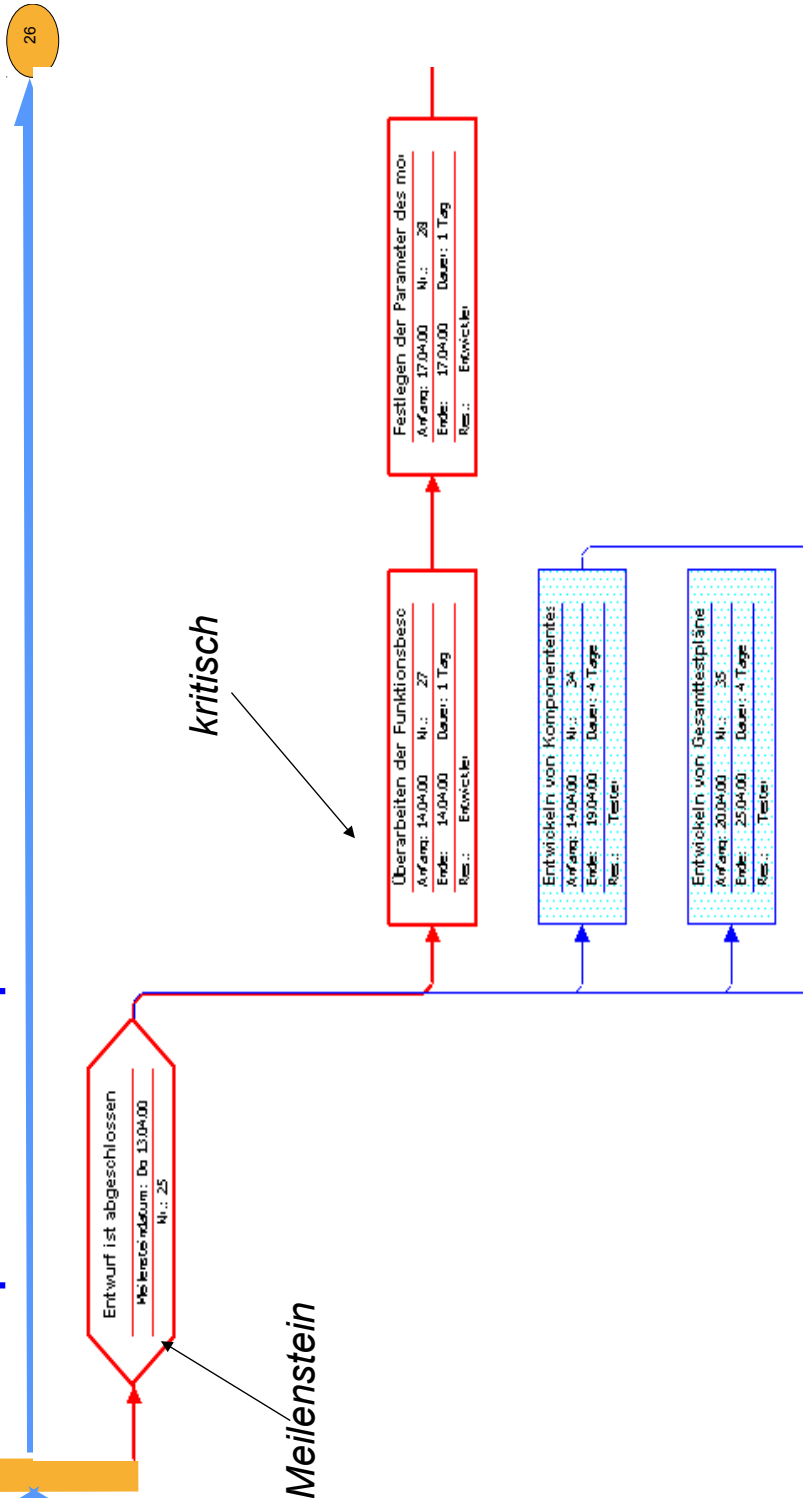 26
Meilenstein
kritisch
Entwurf ist abgeschlossen
Meilensteindatum: Do 13.04.00
Nr.: 25
Überarbeiten der Funktionsbesc
Anfang: 14.04.00 Nr.: 27
Ende: 14.04.00 Dauer: 1 Tag
Res.: Entwickler
Festlegen der Parameter des mo
Anfang: 17.04.00 Nr.: 28
Ende: 17.04.00 Dauer: 1 Tag
Res.: Entwickler
Entwickeln von Komponententes
Anfang: 14.04.00 Nr.: 34
Ende: 19.04.00 Dauer: 4 Tage
Res.: Tester
Entwickeln von Gesamttestpläne
Anfang: 20.04.00 Nr.: 35
Ende: 25.04.00 Dauer: 4 Tage
Res.: Tester